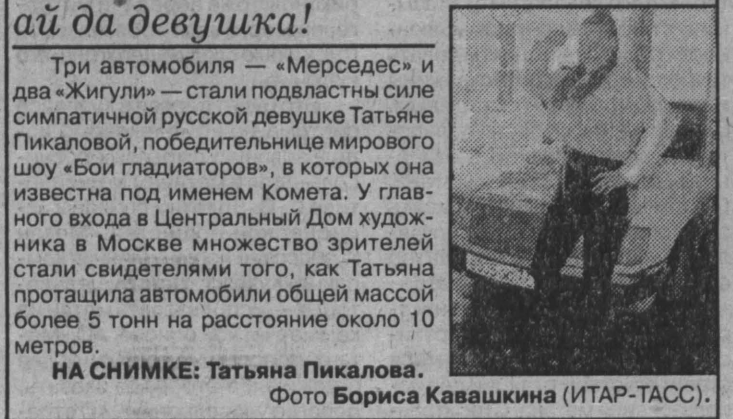 ай да девушка!
Три автомобиля — «Мерседес» и
два «Жигули» — стали подвластны силе
симпатичной русской девушке Татьяне
Пикаловой, победительнице мирового
шоу «Бои гладиаторов», в которых она
известна под именем Комета. У глав-
ного входа в Центральный Дом худож-
ника в Москве множество зрителей
стали свидетелями того, как Татьяна
протащила автомобили общей массой
более 5 тонн на расстояние около 10
метров.
НА СНИМКЕ: Татьяна Пикалова.
Фото Бориса Кавашкина (ИТАР-ТАСС).